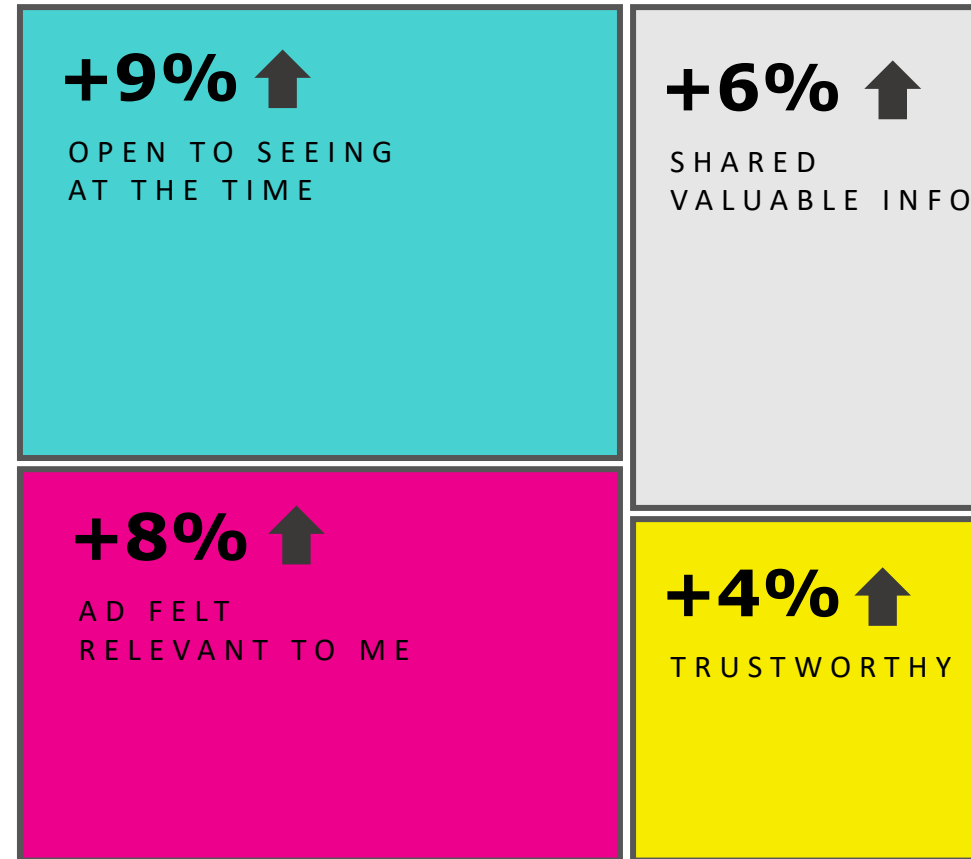 +9%
OPEN TO SEEING
AT THE TIME
+6%
SHARED
VALUABLE INFO
+8%
AD FELT
RELEVANT TO ME
+4%
TRUSTWORTHY